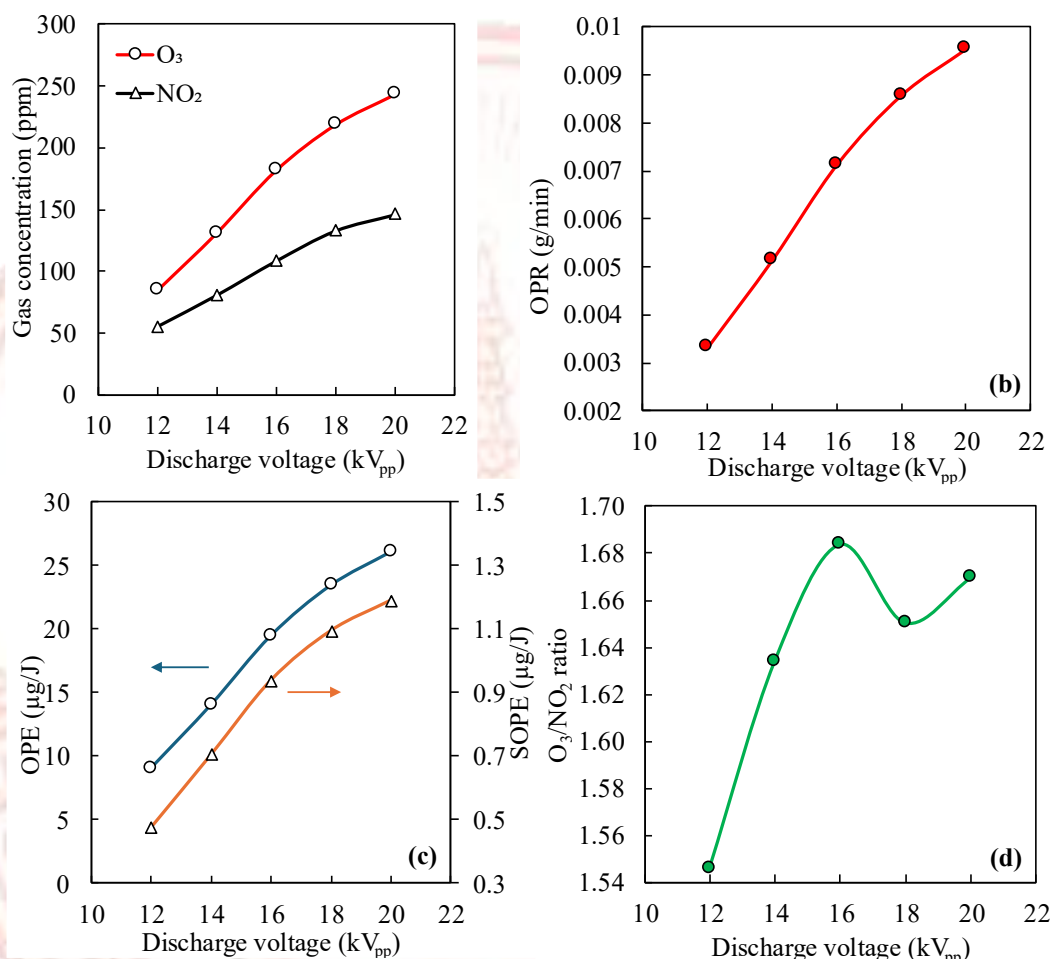 300
250
200
150
100
50
0
Gas concentration (ppm)
O₃
NO₂
10 12 14 16 18 20 22
Discharge voltage (kVpp)
0.01
0.009
0.008
0.007
0.006
0.005
0.004
0.003
0.002
OPR (g/min)
(b)
10 12 14 16 18 20 22
Discharge voltage (kVpp)
30
25
20
15
10
5
0
OPE (µg/J)
1.5
1.3
1.1
0.9
0.7
0.5
0.3
SOPE (µg/J)
(c)
10 12 14 16 18 20 22
Discharge voltage (kVpp)
1.70
1.68
1.66
1.64
1.62
1.60
1.58
1.56
1.54
O₃/NO₂ ratio
(d)
10 12 14 16 18 20 22
Discharge voltage (kVpp)